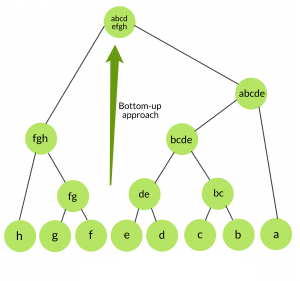 abcd
efgh
abcde
Bottom-up
approach
fgh
bcde
fg
de
bc
h
g
f
e
d
c
b
a